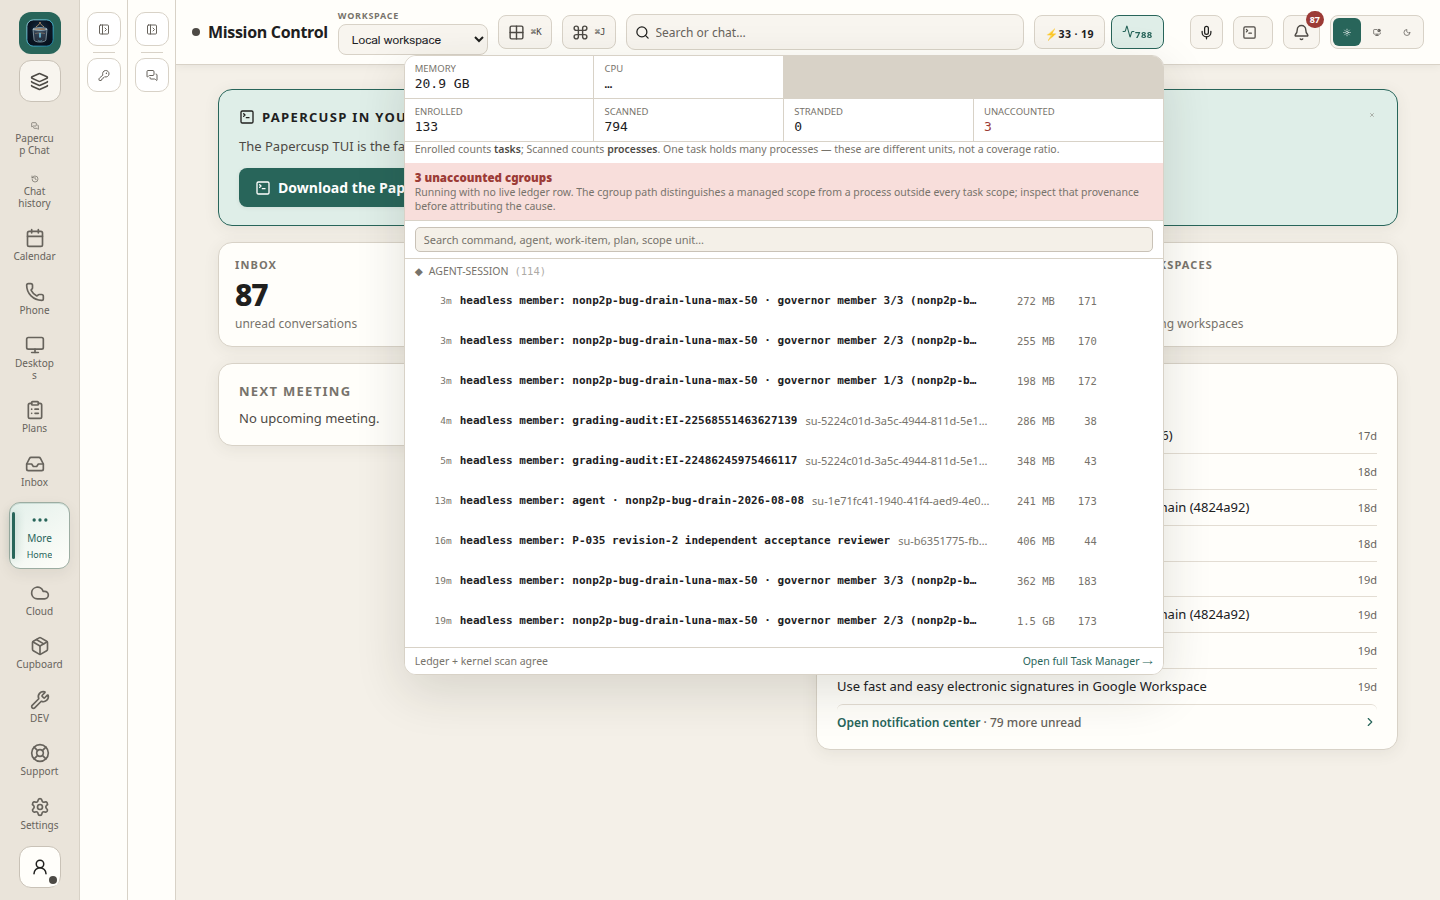 Mission Control
WORKSPACE
Local workspace
⌘K
⌘J
Search or chat...
⚡33 · 19
788
87
Papercu
p Chat
Chat
history
Calendar
Phone
Desktop
s
Plans
Inbox
More
Home
Cloud
Cupboard
DEV
Support
Settings
PAPERCUSP IN YOU
The Papercusp TUI is the fa
Download the Pap
INBOX
87
unread conversations
NEXT MEETING
No upcoming meeting.
MEMORY
20.9 GB
CPU
…
ENROLLED
133
SCANNED
794
STRANDED
0
UNACCOUNTED
3
Enrolled counts tasks; Scanned counts processes. One task holds many processes — these are different units, not a coverage ratio.
3 unaccounted cgroups
Running with no live ledger row. The cgroup path distinguishes a managed scope from a process outside every task scope; inspect that provenance
before attributing the cause.
Search command, agent, work-item, plan, scope unit...
◆ AGENT-SESSION (114)
3m headless member: nonp2p-bug-drain-luna-max-50 · governor member 3/3 (nonp2p-b… 272 MB 171
3m headless member: nonp2p-bug-drain-luna-max-50 · governor member 2/3 (nonp2p-b… 255 MB 170
3m headless member: nonp2p-bug-drain-luna-max-50 · governor member 1/3 (nonp2p-b… 198 MB 172
4m headless member: grading-audit:EI-22568551463627139 su-5224c01d-3a5c-4944-811d-5e1... 286 MB 38
5m headless member: grading-audit:EI-22486245975466117 su-5224c01d-3a5c-4944-811d-5e1... 348 MB 43
13m headless member: agent · nonp2p-bug-drain-2026-08-08 su-1e71fc41-1940-41f4-aed9-4e0... 241 MB 173
16m headless member: P-035 revision-2 independent acceptance reviewer su-b6351775-fb... 406 MB 44
19m headless member: nonp2p-bug-drain-luna-max-50 · governor member 3/3 (nonp2p-b… 362 MB 183
19m headless member: nonp2p-bug-drain-luna-max-50 · governor member 2/3 (nonp2p-b… 1.5 GB 173
Ledger + kernel scan agree
Open full Task Manager →
KSPACES
ng workspaces
6) 17d
18d
nain (4824a92) 18d
18d
19d
nain (4824a92) 19d
19d
Use fast and easy electronic signatures in Google Workspace 19d
Open notification center · 79 more unread